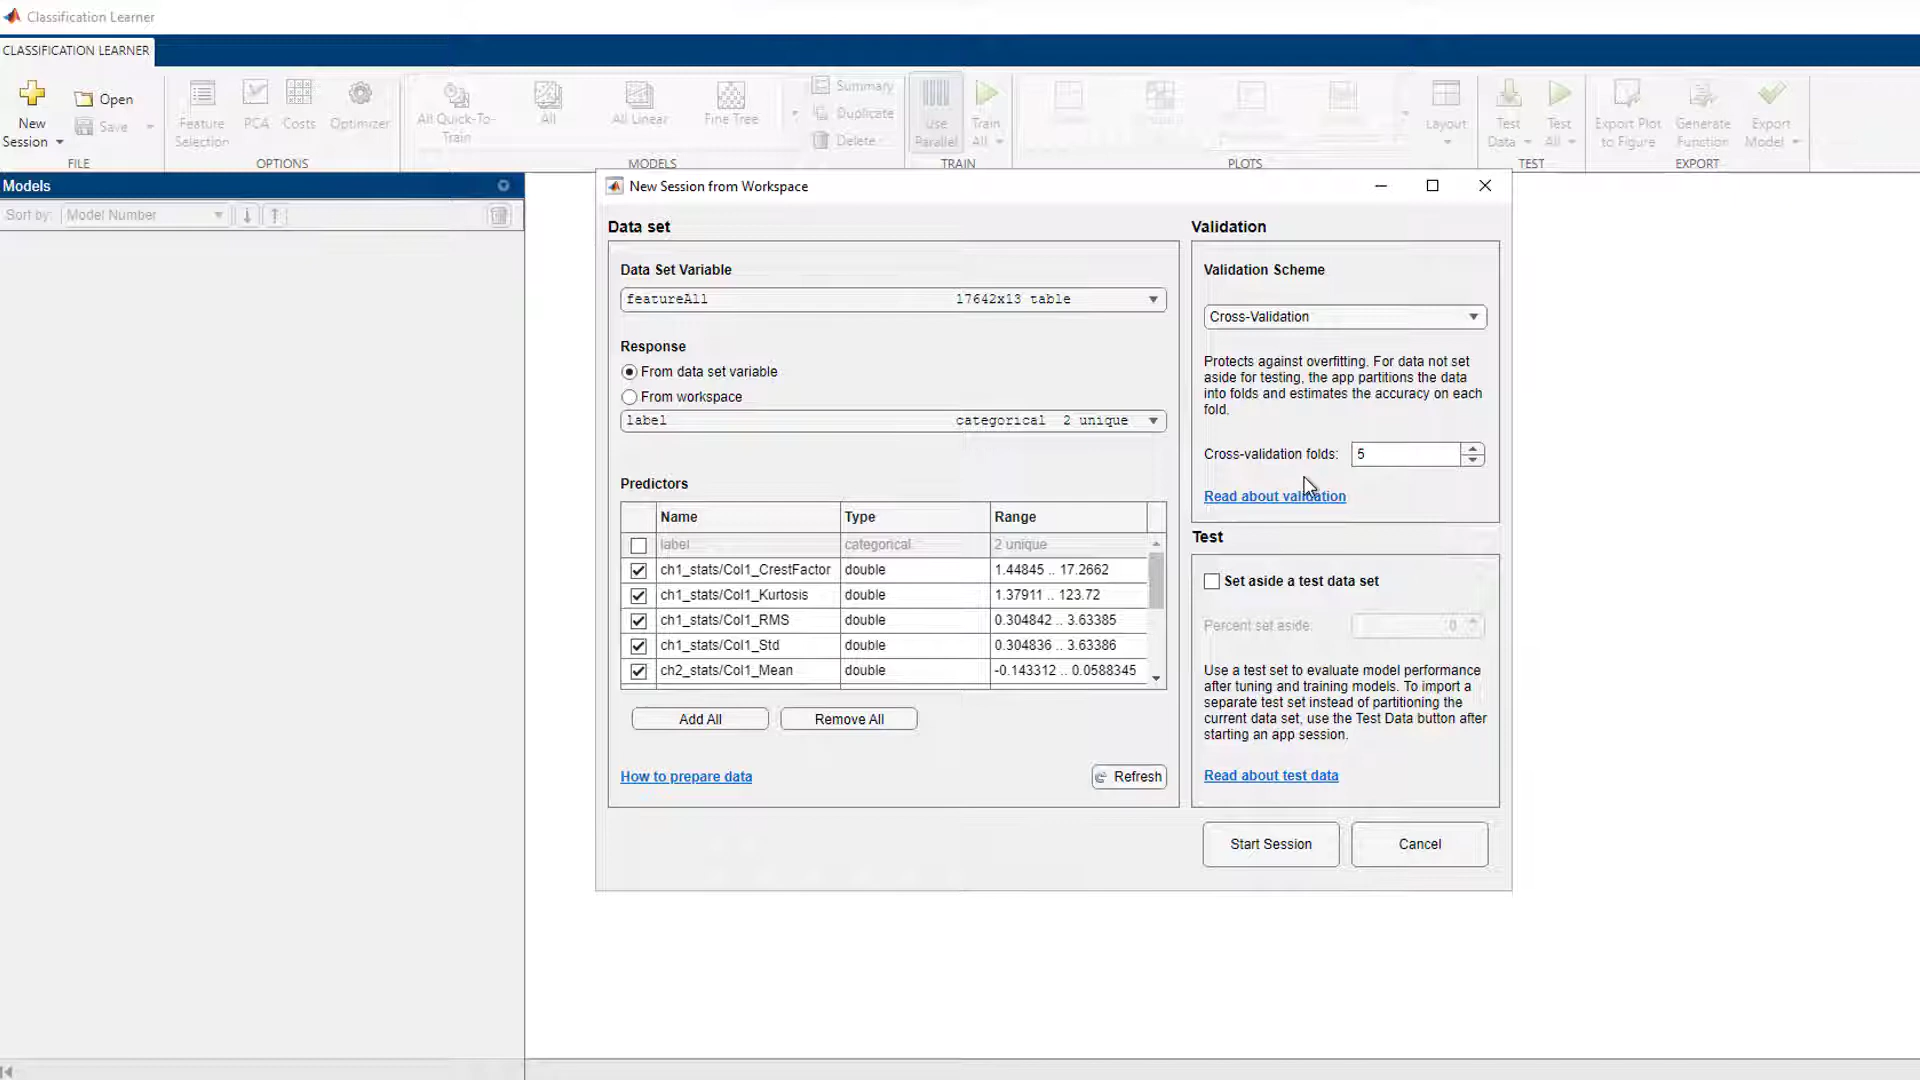 Classification Learner
CLASSIFICATION LEARNER
New
Session
Open
Save
FILE
Feature
Selection
PCA
Costs
Optimizer
OPTIONS
All Quick-To-
Train
All
All Linear
Fine Tree
Summary
Duplicate
Delete
MODELS
Use
Parallel
Train
All
TRAIN
PLOTS
Layout
Test
Data
Test
All
TEST
Export Plot
to Figure
Generate
Function
Export
Model
EXPORT
Models
Sort by:
Model Number
New Session from Workspace
Data set
Data Set Variable
featureAll 17642x13 table
Response
From data set variable
From workspace
label categorical 2 unique
Predictors
Name Type Range
label categorical 2 unique
ch1_stats/Col1_CrestFactor double 1.44845 .. 17.2662
ch1_stats/Col1_Kurtosis double 1.37911 .. 123.72
ch1_stats/Col1_RMS double 0.304842 .. 3.63385
ch1_stats/Col1_Std double 0.304836 .. 3.63386
ch2_stats/Col1_Mean double -0.143312 .. 0.0588345
Add All
Remove All
How to prepare data
Refresh
Validation
Validation Scheme
Cross-Validation
Protects against overfitting. For data not set
aside for testing, the app partitions the data
into folds and estimates the accuracy on each
fold.
Cross-validation folds: 5
Read about validation
Test
Set aside a test data set
Percent set aside: 0
Use a test set to evaluate model performance
after tuning and training models. To import a
separate test set instead of partitioning the
current data set, use the Test Data button after
starting an app session.
Read about test data
Start Session
Cancel